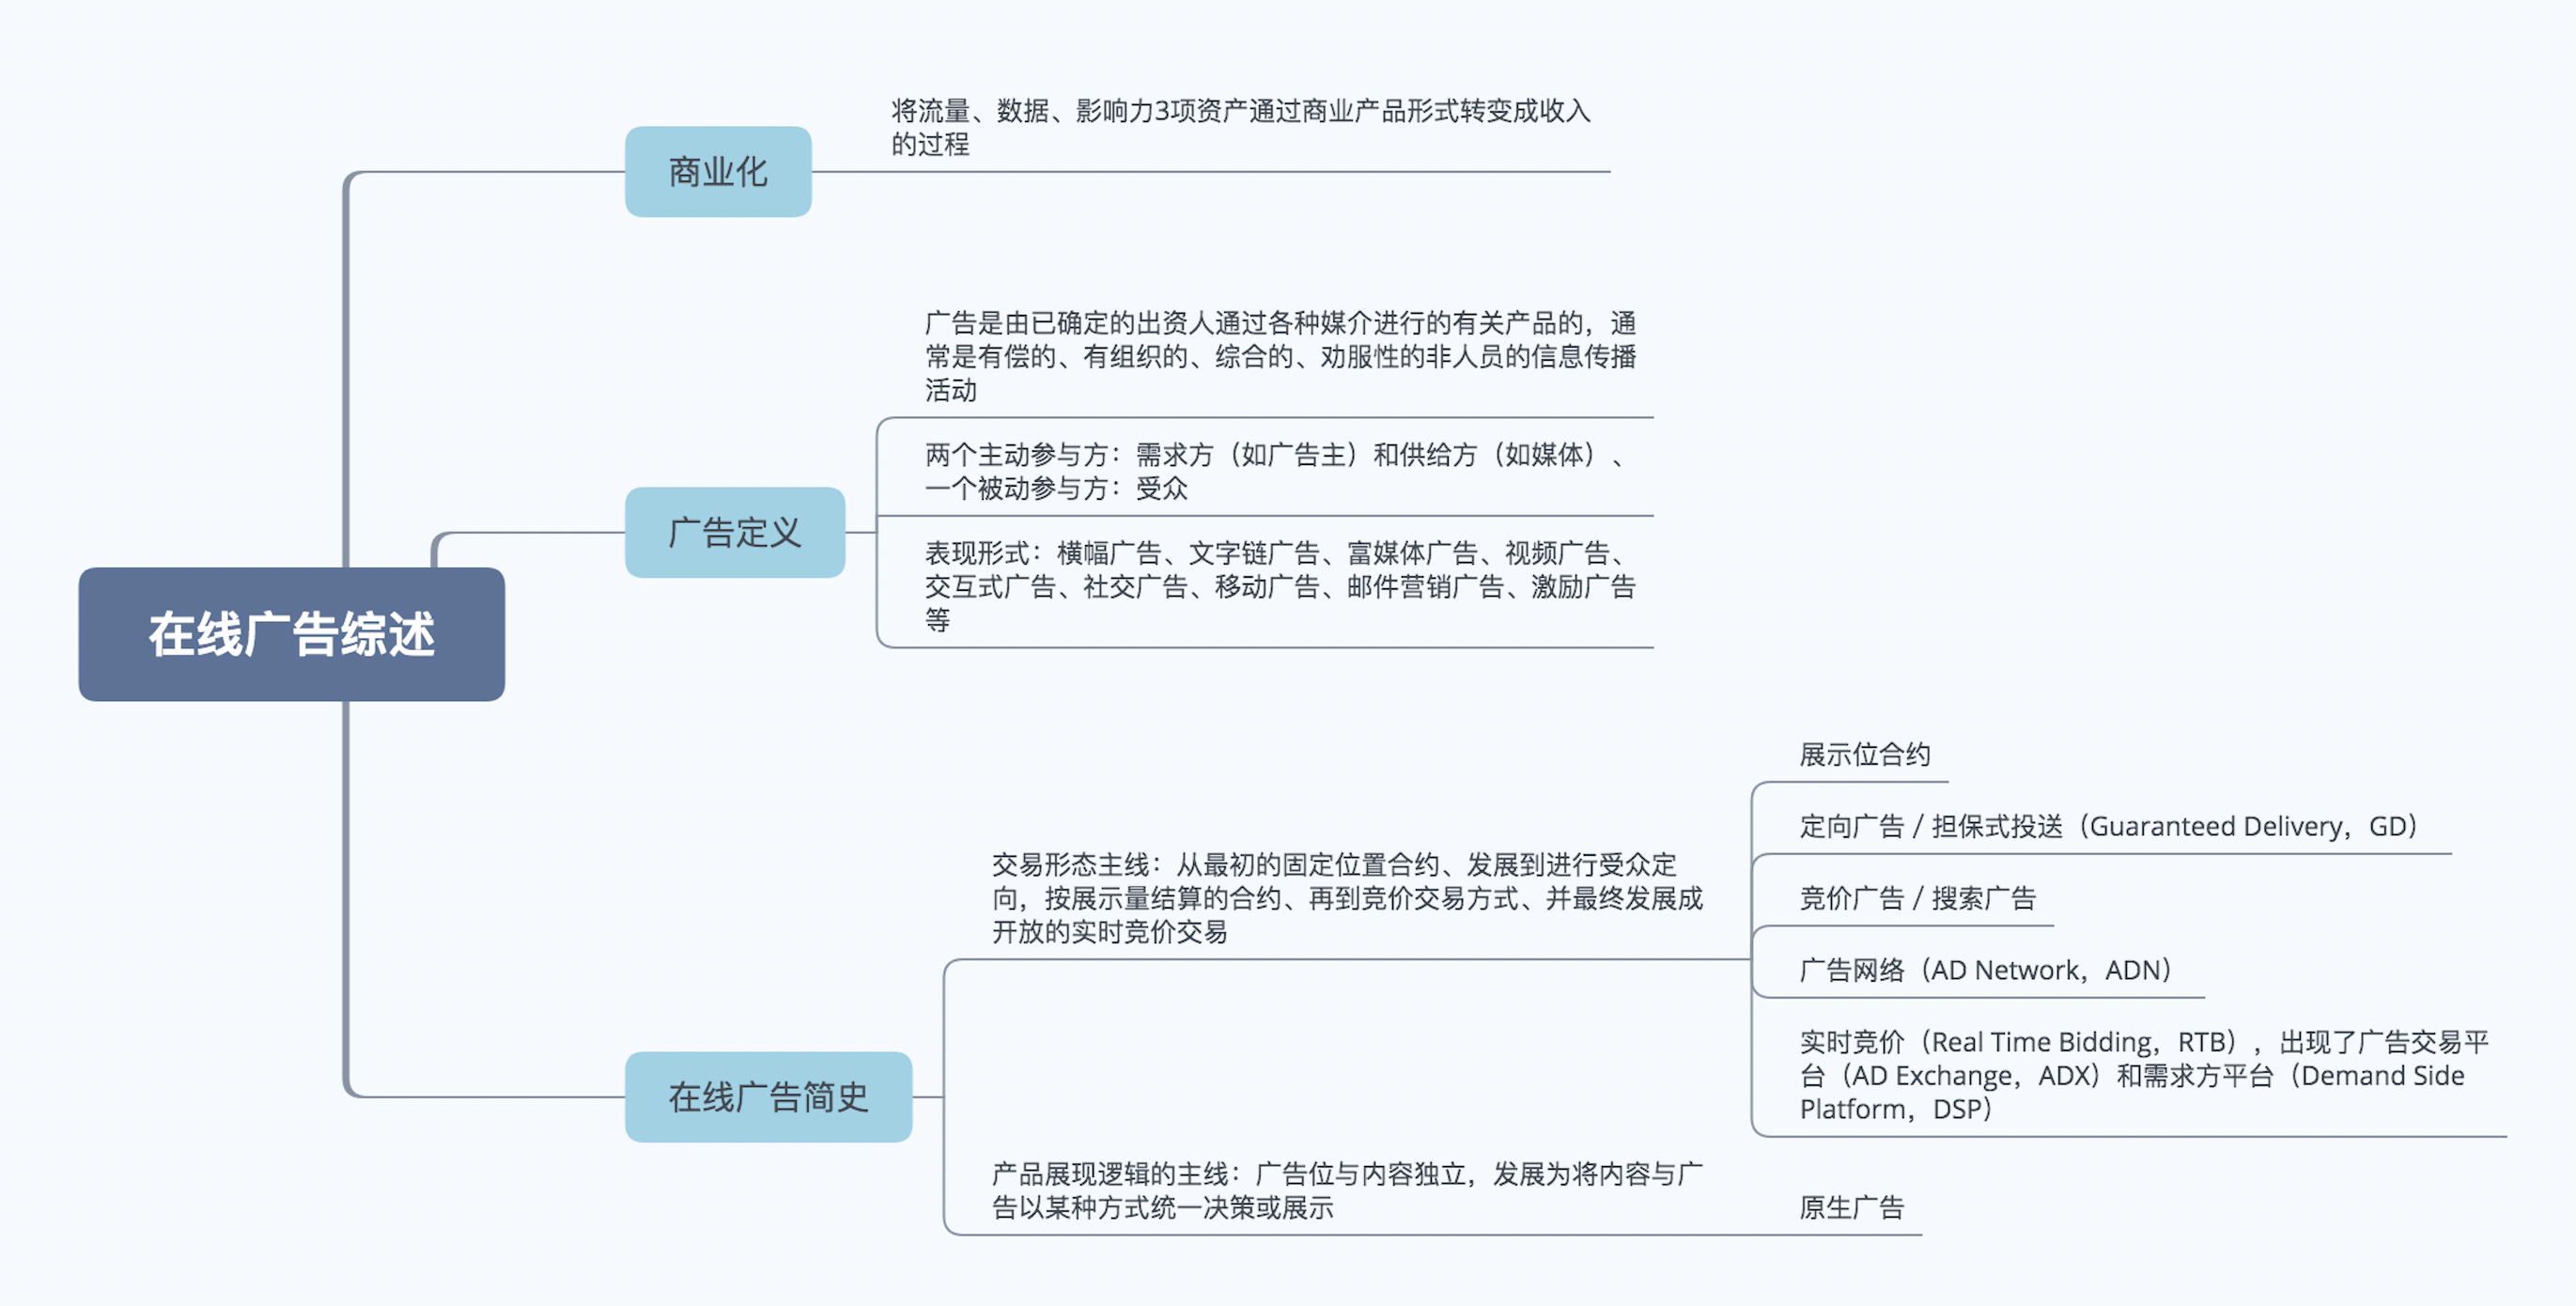 将流量、数据、影响力3项资产通过商业产品形式转变成收入
的过程
商业化
广告是由已确定的出资人通过各种媒介进行的有关产品的，通
常是有偿的、有组织的、综合的、劝服性的非人员的信息传播
活动
两个主动参与方：需求方（如广告主）和供给方（如媒体）、
一个被动参与方：受众
广告定义
表现形式：横幅广告、文字链广告、富媒体广告、视频广告、
交互式广告、社交广告、移动广告、邮件营销广告、激励广告
等
在线广告综述
展示位合约
定向广告 / 担保式投送（Guaranteed Delivery，GD）
交易形态主线：从最初的固定位置合约、发展到进行受众定
向，按展示量结算的合约、再到竞价交易方式、并最终发展成
开放的实时竞价交易
竞价广告 / 搜索广告
广告网络（AD Network，ADN）
实时竞价（Real Time Bidding，RTB），出现了广告交易平
台（AD Exchange，ADX）和需求方平台（Demand Side
Platform，DSP）
在线广告简史
产品展现逻辑的主线：广告位与内容独立，发展为将内容与广
告以某种方式统一决策或展示
原生广告